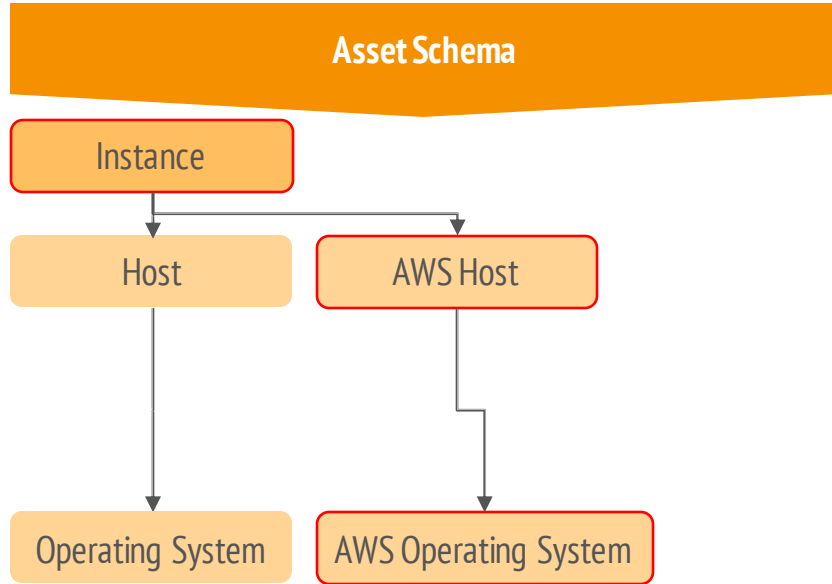 Asset Schema
Instance
Host
AWS Host
Operating System
AWS Operating System